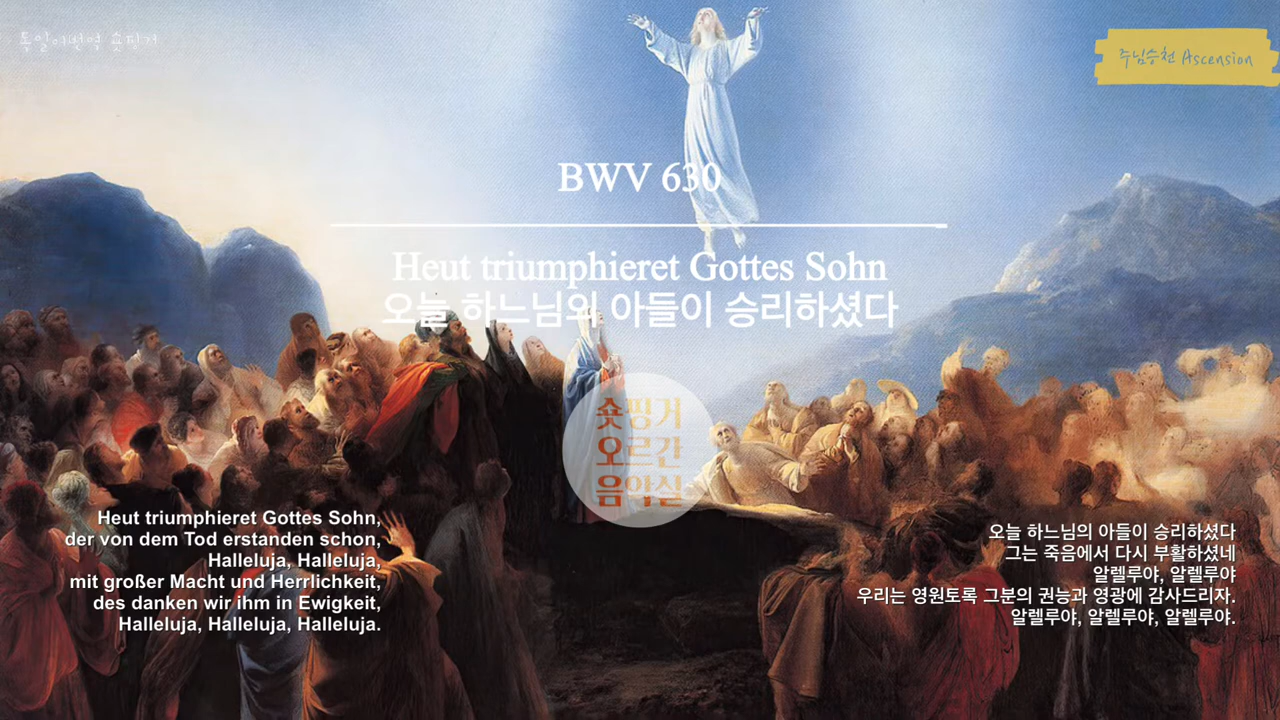 독일어번역 숏핑거
주님승천 Ascension
BWV 630
Heut triumphieret Gottes Sohn
오늘 하느님의 아들이 승리하셨다
숏핑거
오르간
음악실
Heut triumphieret Gottes Sohn,
der von dem Tod erstanden schon,
Halleluja, Halleluja,
mit großer Macht und Herrlichkeit,
des danken wir ihm in Ewigkeit,
Halleluja, Halleluja, Halleluja.
오늘 하느님의 아들이 승리하셨다
그는 죽음에서 다시 부활하셨네
알렐루야, 알렐루야
우리는 영원토록 그분의 권능과 영광에 감사드리자.
알렐루야, 알렐루야, 알렐루야.